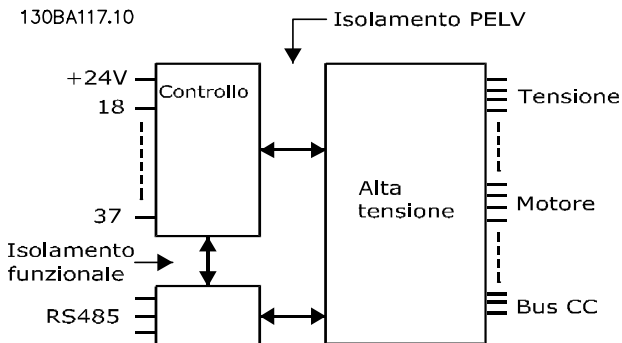 130BA117.10
Isolamento PELV
+24V
Controllo
18
Tensione
37
Alta
tensione
Motore
Isolamento
funzionale
RS485
Bus CC